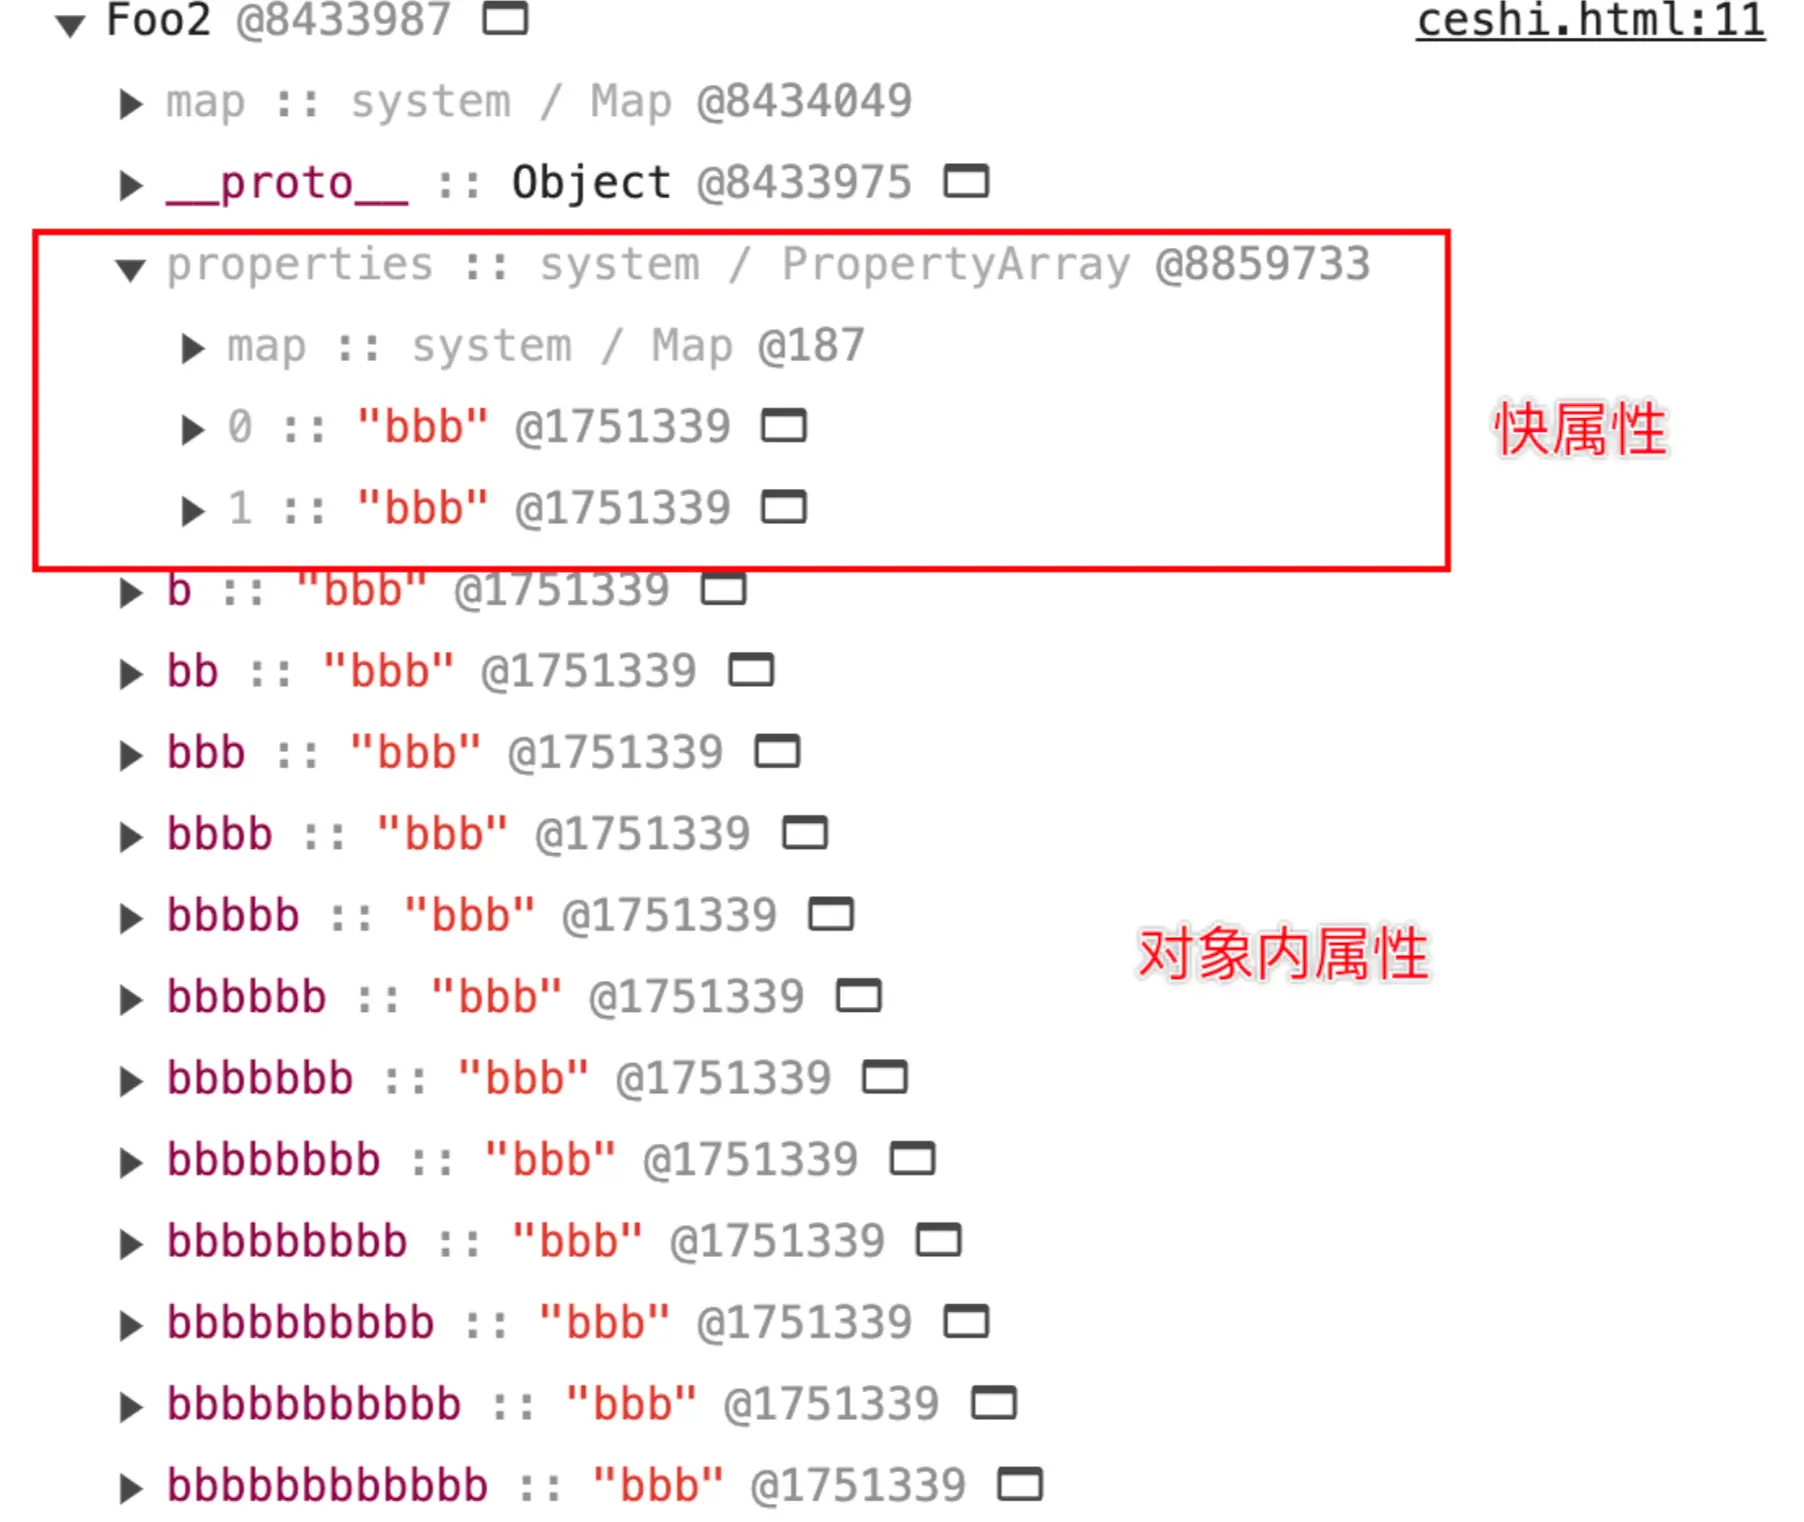 Foo2 @8433987 ceshi.html:11
map :: system / Map @8434049
__proto__ :: Object @8433975
properties :: system / PropertyArray @8859733
map :: system / Map @187
0 :: "bbb" @1751339
快属性
1 :: "bbb" @1751339
b :: "bbb" @1751339
bb :: "bbb" @1751339
bbb :: "bbb" @1751339
bbbb :: "bbb" @1751339
bbbbb :: "bbb" @1751339
对象内属性
bbbbbb :: "bbb" @1751339
bbbbbbb :: "bbb" @1751339
bbbbbbbb :: "bbb" @1751339
bbbbbbbbb :: "bbb" @1751339
bbbbbbbbbb :: "bbb" @1751339
bbbbbbbbbbb :: "bbb" @1751339
bbbbbbbbbbbb :: "bbb" @1751339